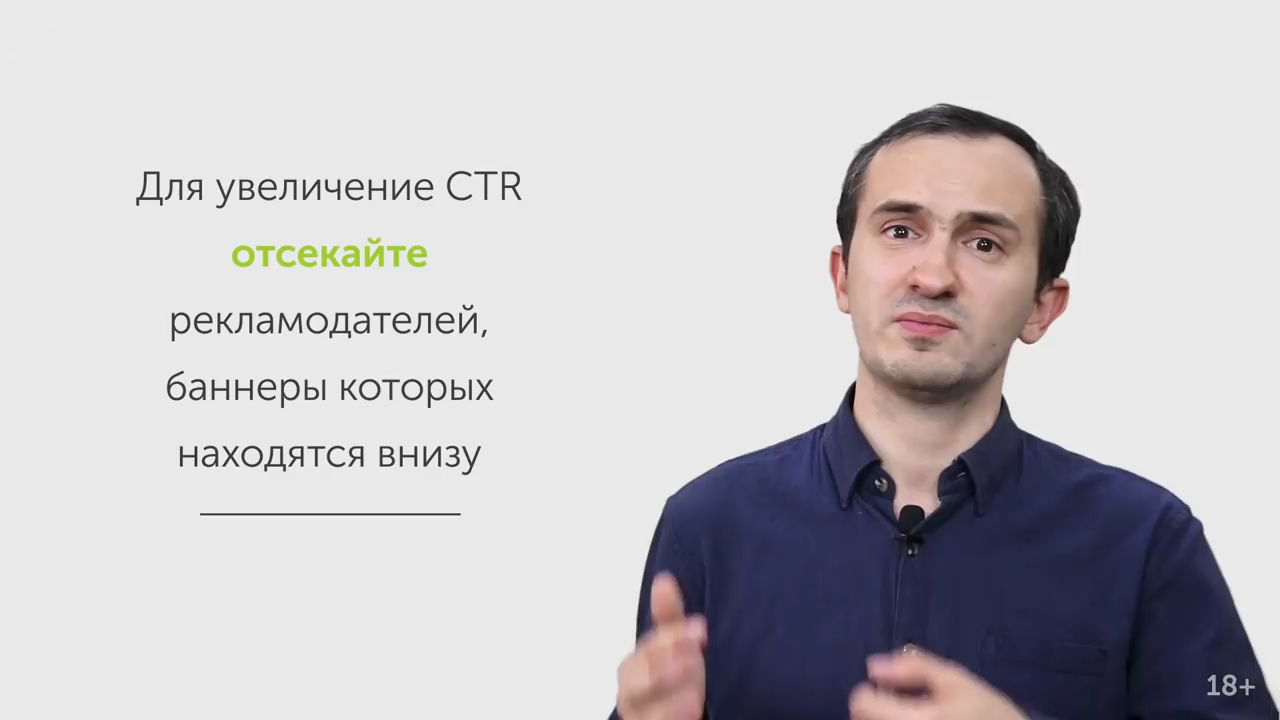 Для увеличение CTR
отсекайте
рекламодателей,
баннеры которых
находятся внизу
18+